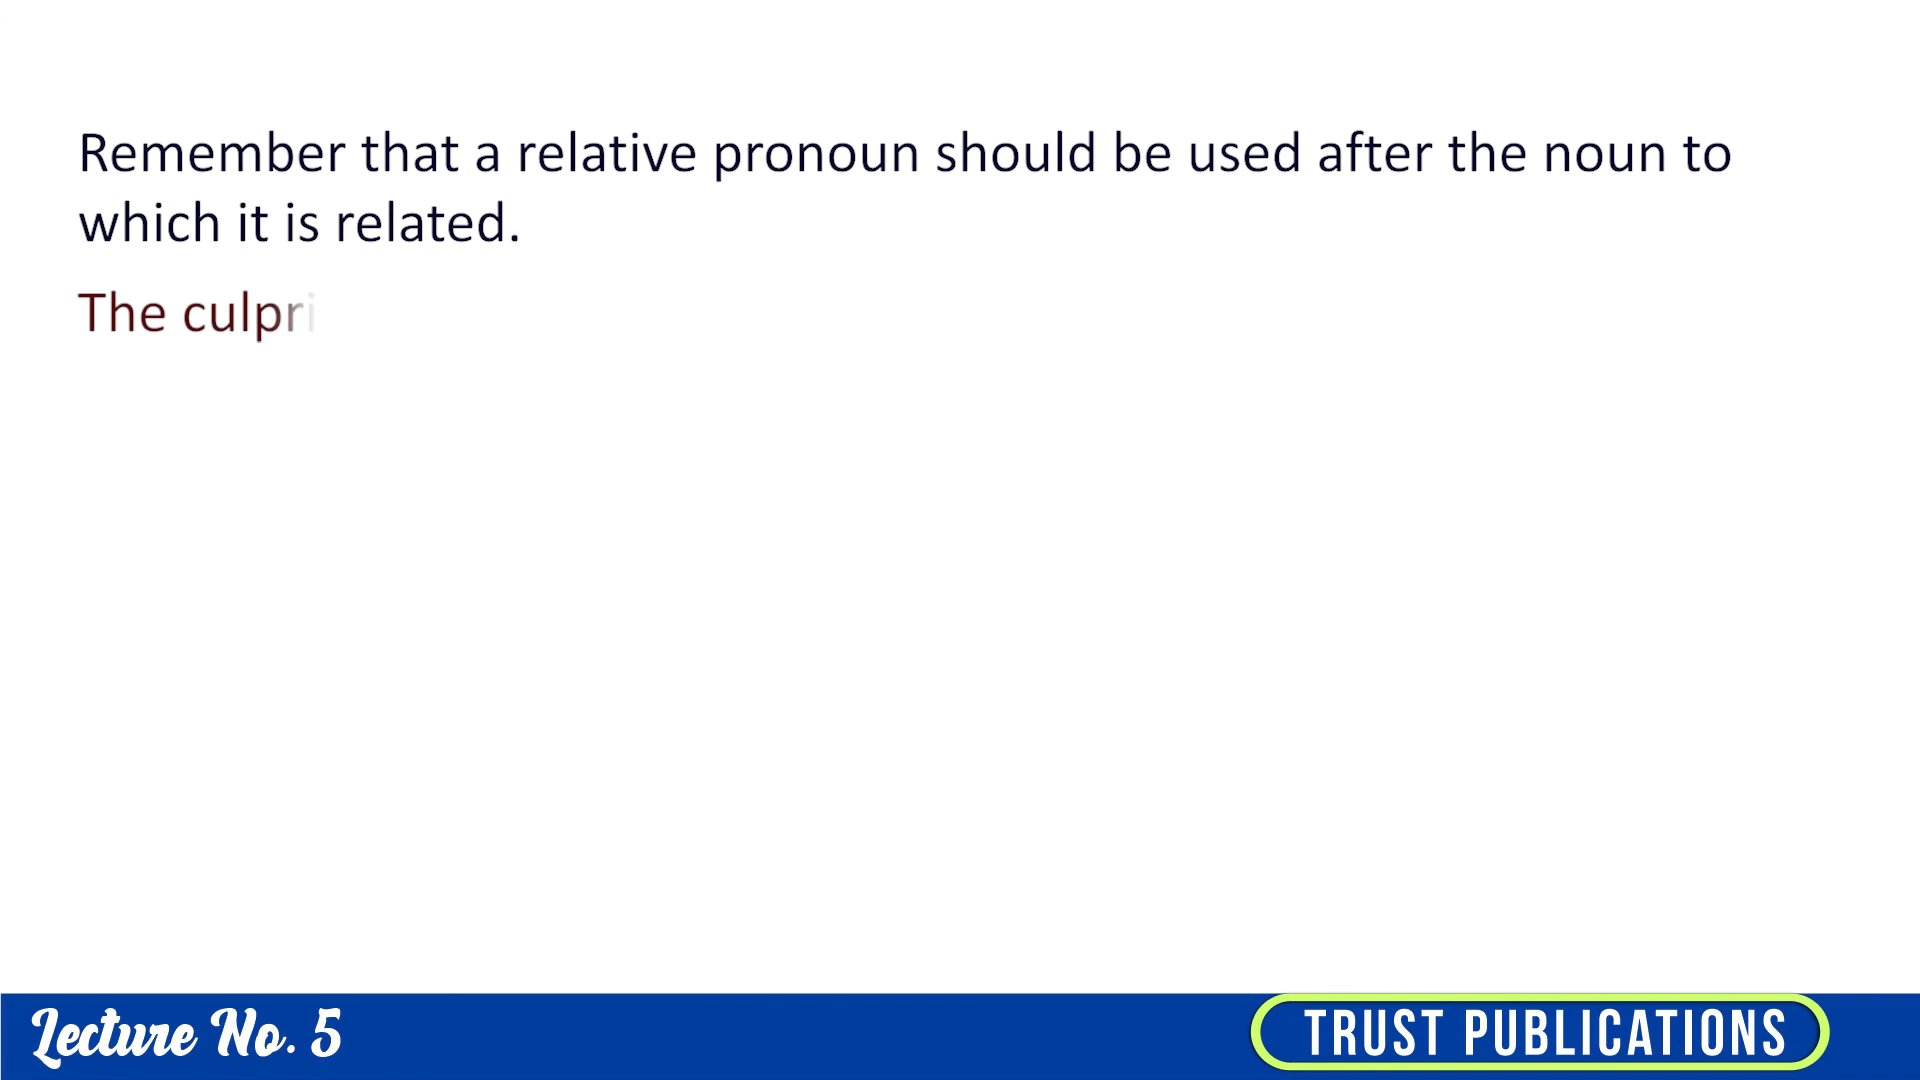 Remember that a relative pronoun should be used after the noun to
which it is related.
The culpri
Lecture No. 5
TRUST PUBLICATIONS